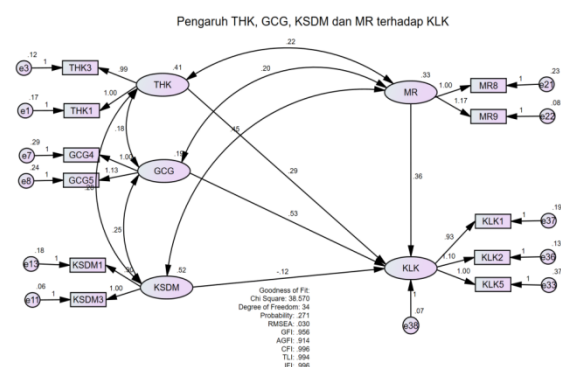 Pengaruh THK, GCG, KSDM dan MR terhadap KLK
.12
e3
1
THK3
.99
.41
THK
.22
.17
e1
1
THK1
1.00
.20
.33
MR
1.00
MR8
1
.23
e21
1.17
MR9
1
.08
e22
.18
.45
.29
e7
1
GCG4
1.00
.19
GCG
.24
e8
1
GCG5
1.13
.29
.36
.53
.25
.18
e13
1
KSDM1
.52
KSDM
.06
e11
1
KSDM3
1.00
-.12
KLK
.93
KLK1
1
.19
e37
1.10
KLK2
1
.13
e36
1.00
KLK5
1
.37
e33
1
.07
e38
Goodness of Fit:
Chi Square: 38.570
Degree of Freedom: 34
Probability: .271
RMSEA: .030
GFI: .956
AGFI: .914
CFI: .996
TLI: .994
IFI: .996